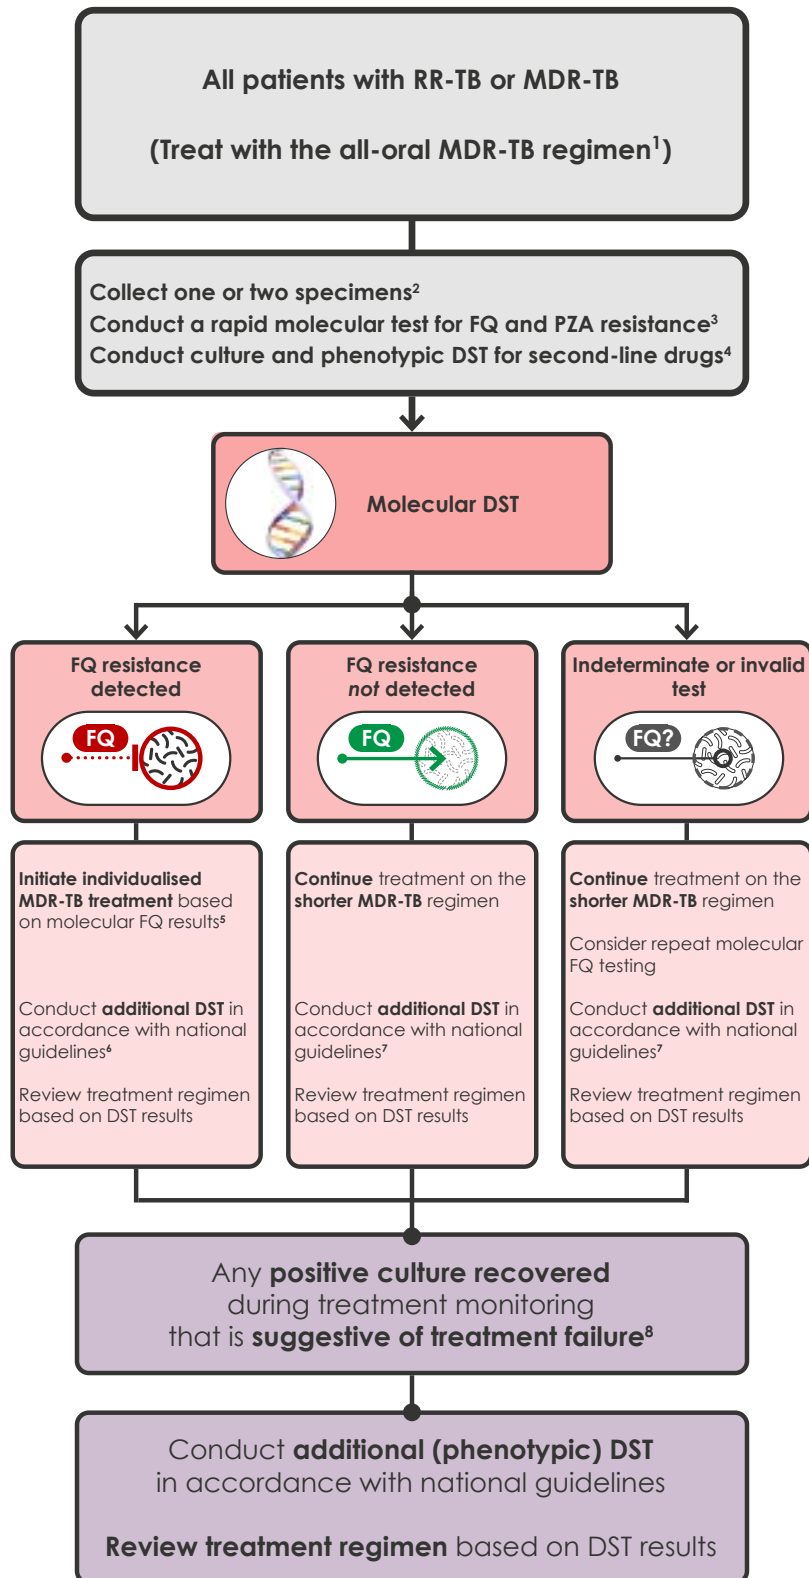 All patients with RR-TB or MDR-TB
(Treat with the all-oral MDR-TB regimen¹)
Collect one or two specimens²
Conduct a rapid molecular test for FQ and PZA resistance³
Conduct culture and phenotypic DST for second-line drugs⁴
Molecular DST
FQ resistance
detected
FQ
Initiate individualised
MDR-TB treatment based
on molecular FQ results⁵
Conduct additional DST in
accordance with national
guidelines⁶
Review treatment regimen
based on DST results
FQ resistance
not detected
FQ
Continue treatment on the
shorter MDR-TB regimen
Conduct additional DST in
accordance with national
guidelines⁷
Review treatment regimen
based on DST results
Indeterminate or invalid
test
FQ?
Continue treatment on the
shorter MDR-TB regimen
Consider repeat molecular
FQ testing
Conduct additional DST in
accordance with national
guidelines⁷
Review treatment regimen
based on DST results
Any positive culture recovered
during treatment monitoring
that is suggestive of treatment failure⁸
Conduct additional (phenotypic) DST
in accordance with national guidelines
Review treatment regimen based on DST results